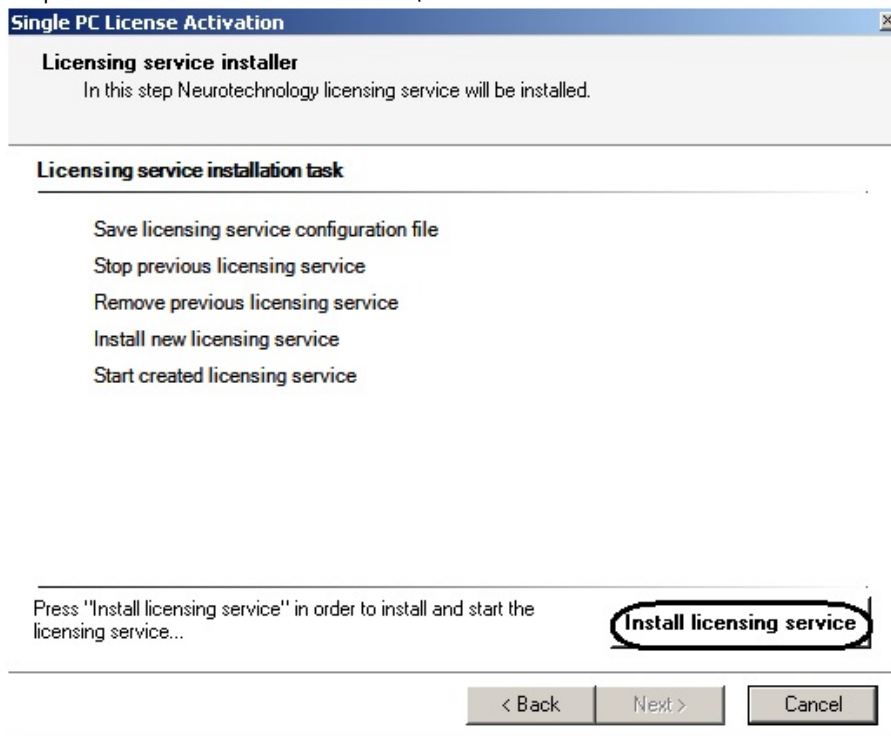 Single PC License Activation
Licensing service installer
In this step Neurotechnology licensing service will be installed.
Licensing service installation task
Save licensing service configuration file
Stop previous licensing service
Remove previous licensing service
Install new licensing service
Start created licensing service
Press "Install licensing service" in order to install and start the
licensing service...
Install licensing service
< Back
Next >
Cancel